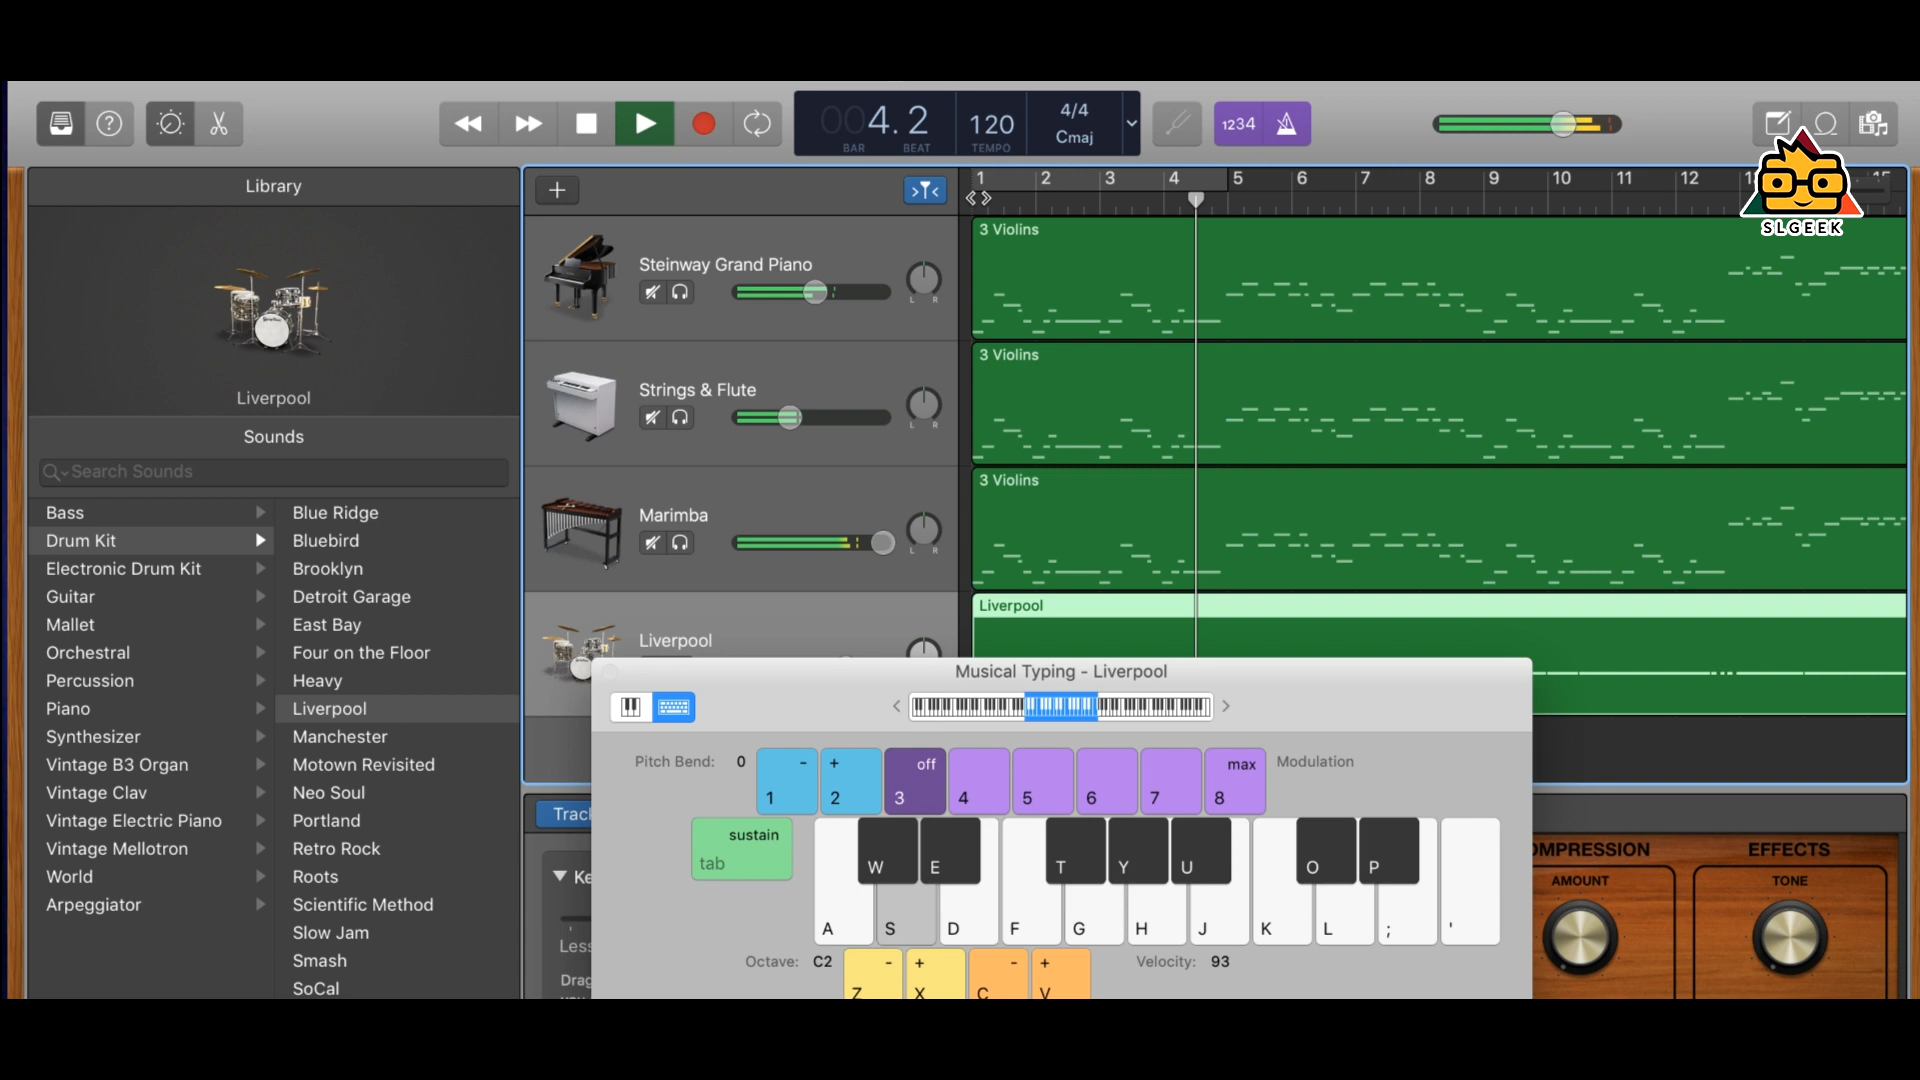 004.2
BAR BEAT
120
TEMPO
4/4
Cmaj
1234
SLGEEK
Library
Liverpool
Sounds
Search Sounds
Bass
Drum Kit
Electronic Drum Kit
Guitar
Mallet
Orchestral
Percussion
Piano
Synthesizer
Vintage B3 Organ
Vintage Clav
Vintage Electric Piano
Vintage Mellotron
World
Arpeggiator
Blue Ridge
Bluebird
Brooklyn
Detroit Garage
East Bay
Four on the Floor
Heavy
Liverpool
Manchester
Motown Revisited
Neo Soul
Portland
Retro Rock
Roots
Scientific Method
Slow Jam
Smash
SoCal
1 2 3 4 5 6 7 8 9 10 11 12
Steinway Grand Piano
L R
Strings & Flute
L R
Marimba
L R
Liverpool
3 Violins
3 Violins
3 Violins
Liverpool
Musical Typing - Liverpool
Pitch Bend: 0
- + off max
1 2 3 4 5 6 7 8
Modulation
sustain
tab
W E T Y U O P
A S D F G H J K L ; '
Octave: C2
- + - +
Z X C V
Velocity: 93
EFFECTS
AMOUNT
TONE